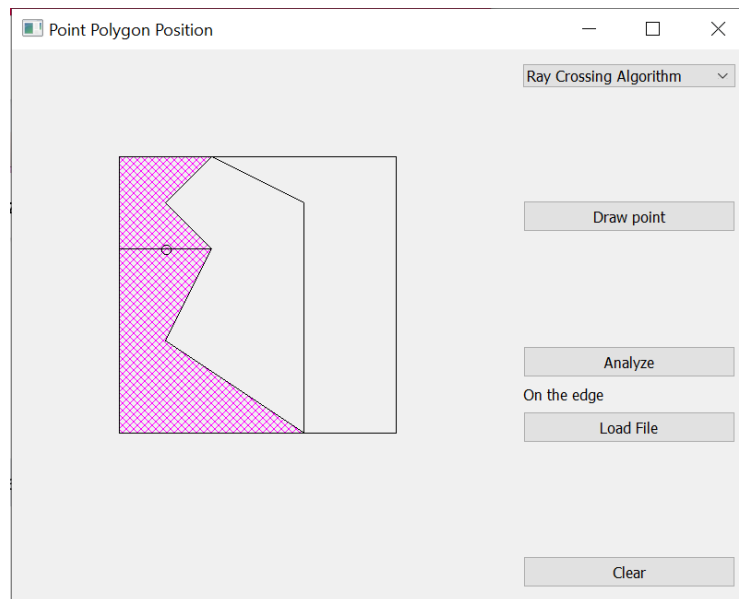 Point Polygon Position
Ray Crossing Algorithm
Draw point
Analyze
On the edge
Load File
Clear